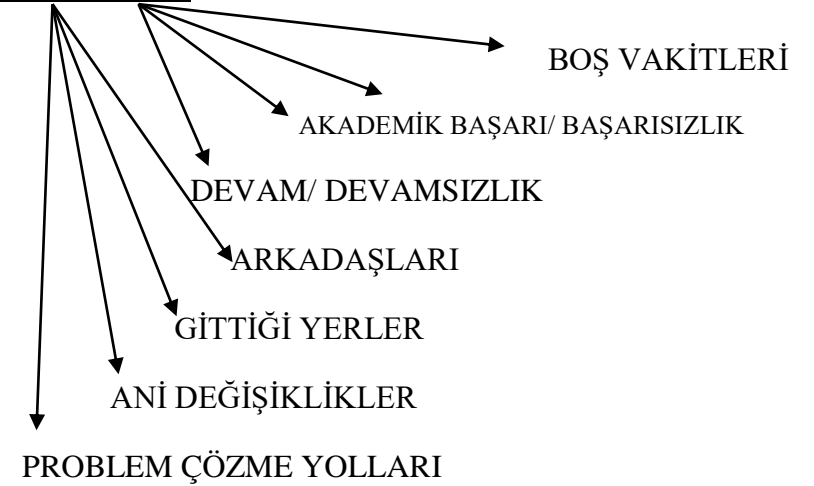 BOŞ VAKİTLERİ
AKADEMİK BAŞARI/ BAŞARISIZLIK
DEVAM/ DEVAMSIZLIK
ARKADAŞLARI
GİTTİĞİ YERLER
ANİ DEĞİŞİKLİKLER
PROBLEM ÇÖZME YOLLARI